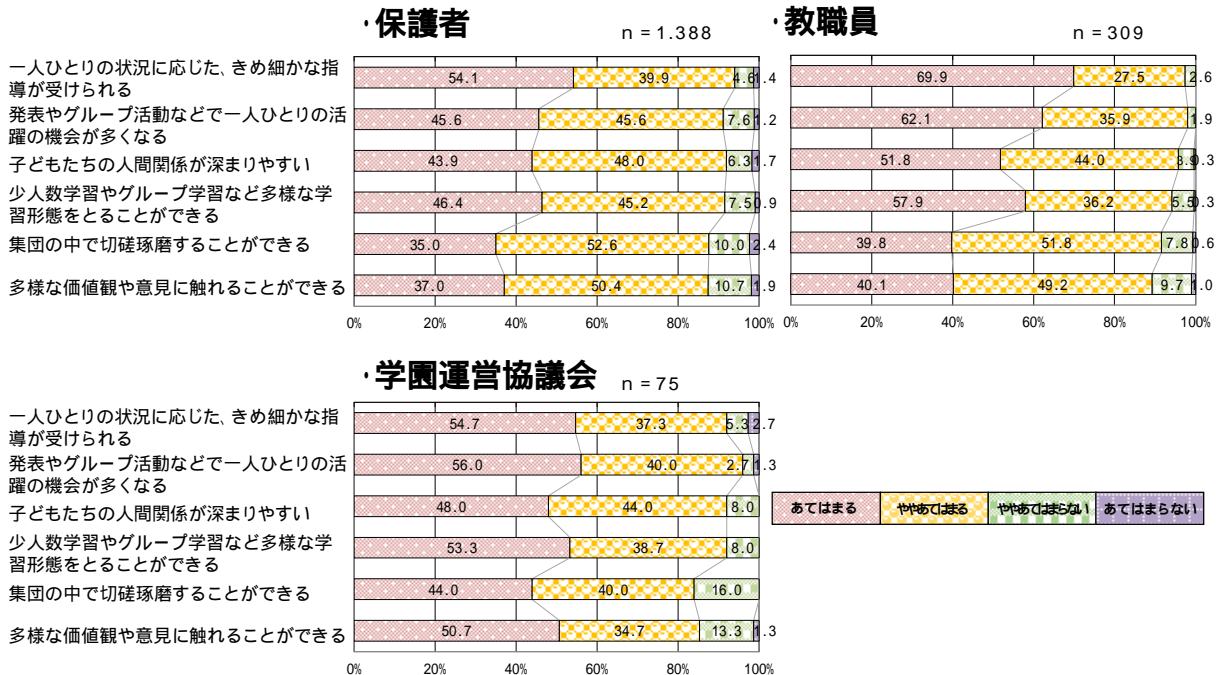 ・保護者
n = 1.388
・教職員
n = 309
一人ひとりの状況に応じた、きめ細かな指
導が受けられる
54.1 39.9 4.6 1.4
69.9 27.5 2.6
発表やグループ活動などで一人ひとりの活
躍の機会が多くなる
45.6 45.6 7.6 1.2
62.1 35.9 1.9
子どもたちの人間関係が深まりやすい
43.9 48.0 6.3 1.7
51.8 44.0 3.9 0.3
少人数学習やグループ学習など多様な学
習形態をとることができる
46.4 45.2 7.5 0.9
57.9 36.2 5.5 0.3
集団の中で切磋琢磨することができる
35.0 52.6 10.0 2.4
39.8 51.8 7.8 0.6
多様な価値観や意見に触れることができる
37.0 50.4 10.7 1.9
40.1 49.2 9.7 1.0
0% 20% 40% 60% 80% 100%
0% 20% 40% 60% 80% 100%
・学園運営協議会
n = 75
一人ひとりの状況に応じた、きめ細かな指
導が受けられる
54.7 37.3 5.3 2.7
発表やグループ活動などで一人ひとりの活
躍の機会が多くなる
56.0 40.0 2.7 1.3
子どもたちの人間関係が深まりやすい
48.0 44.0 8.0
少人数学習やグループ学習など多様な学
習形態をとることができる
53.3 38.7 8.0
集団の中で切磋琢磨することができる
44.0 40.0 16.0
多様な価値観や意見に触れることができる
50.7 34.7 13.3 1.3
0% 20% 40% 60% 80% 100%
あてはまる ややあてはまる ややあてはまらない あてはまらない